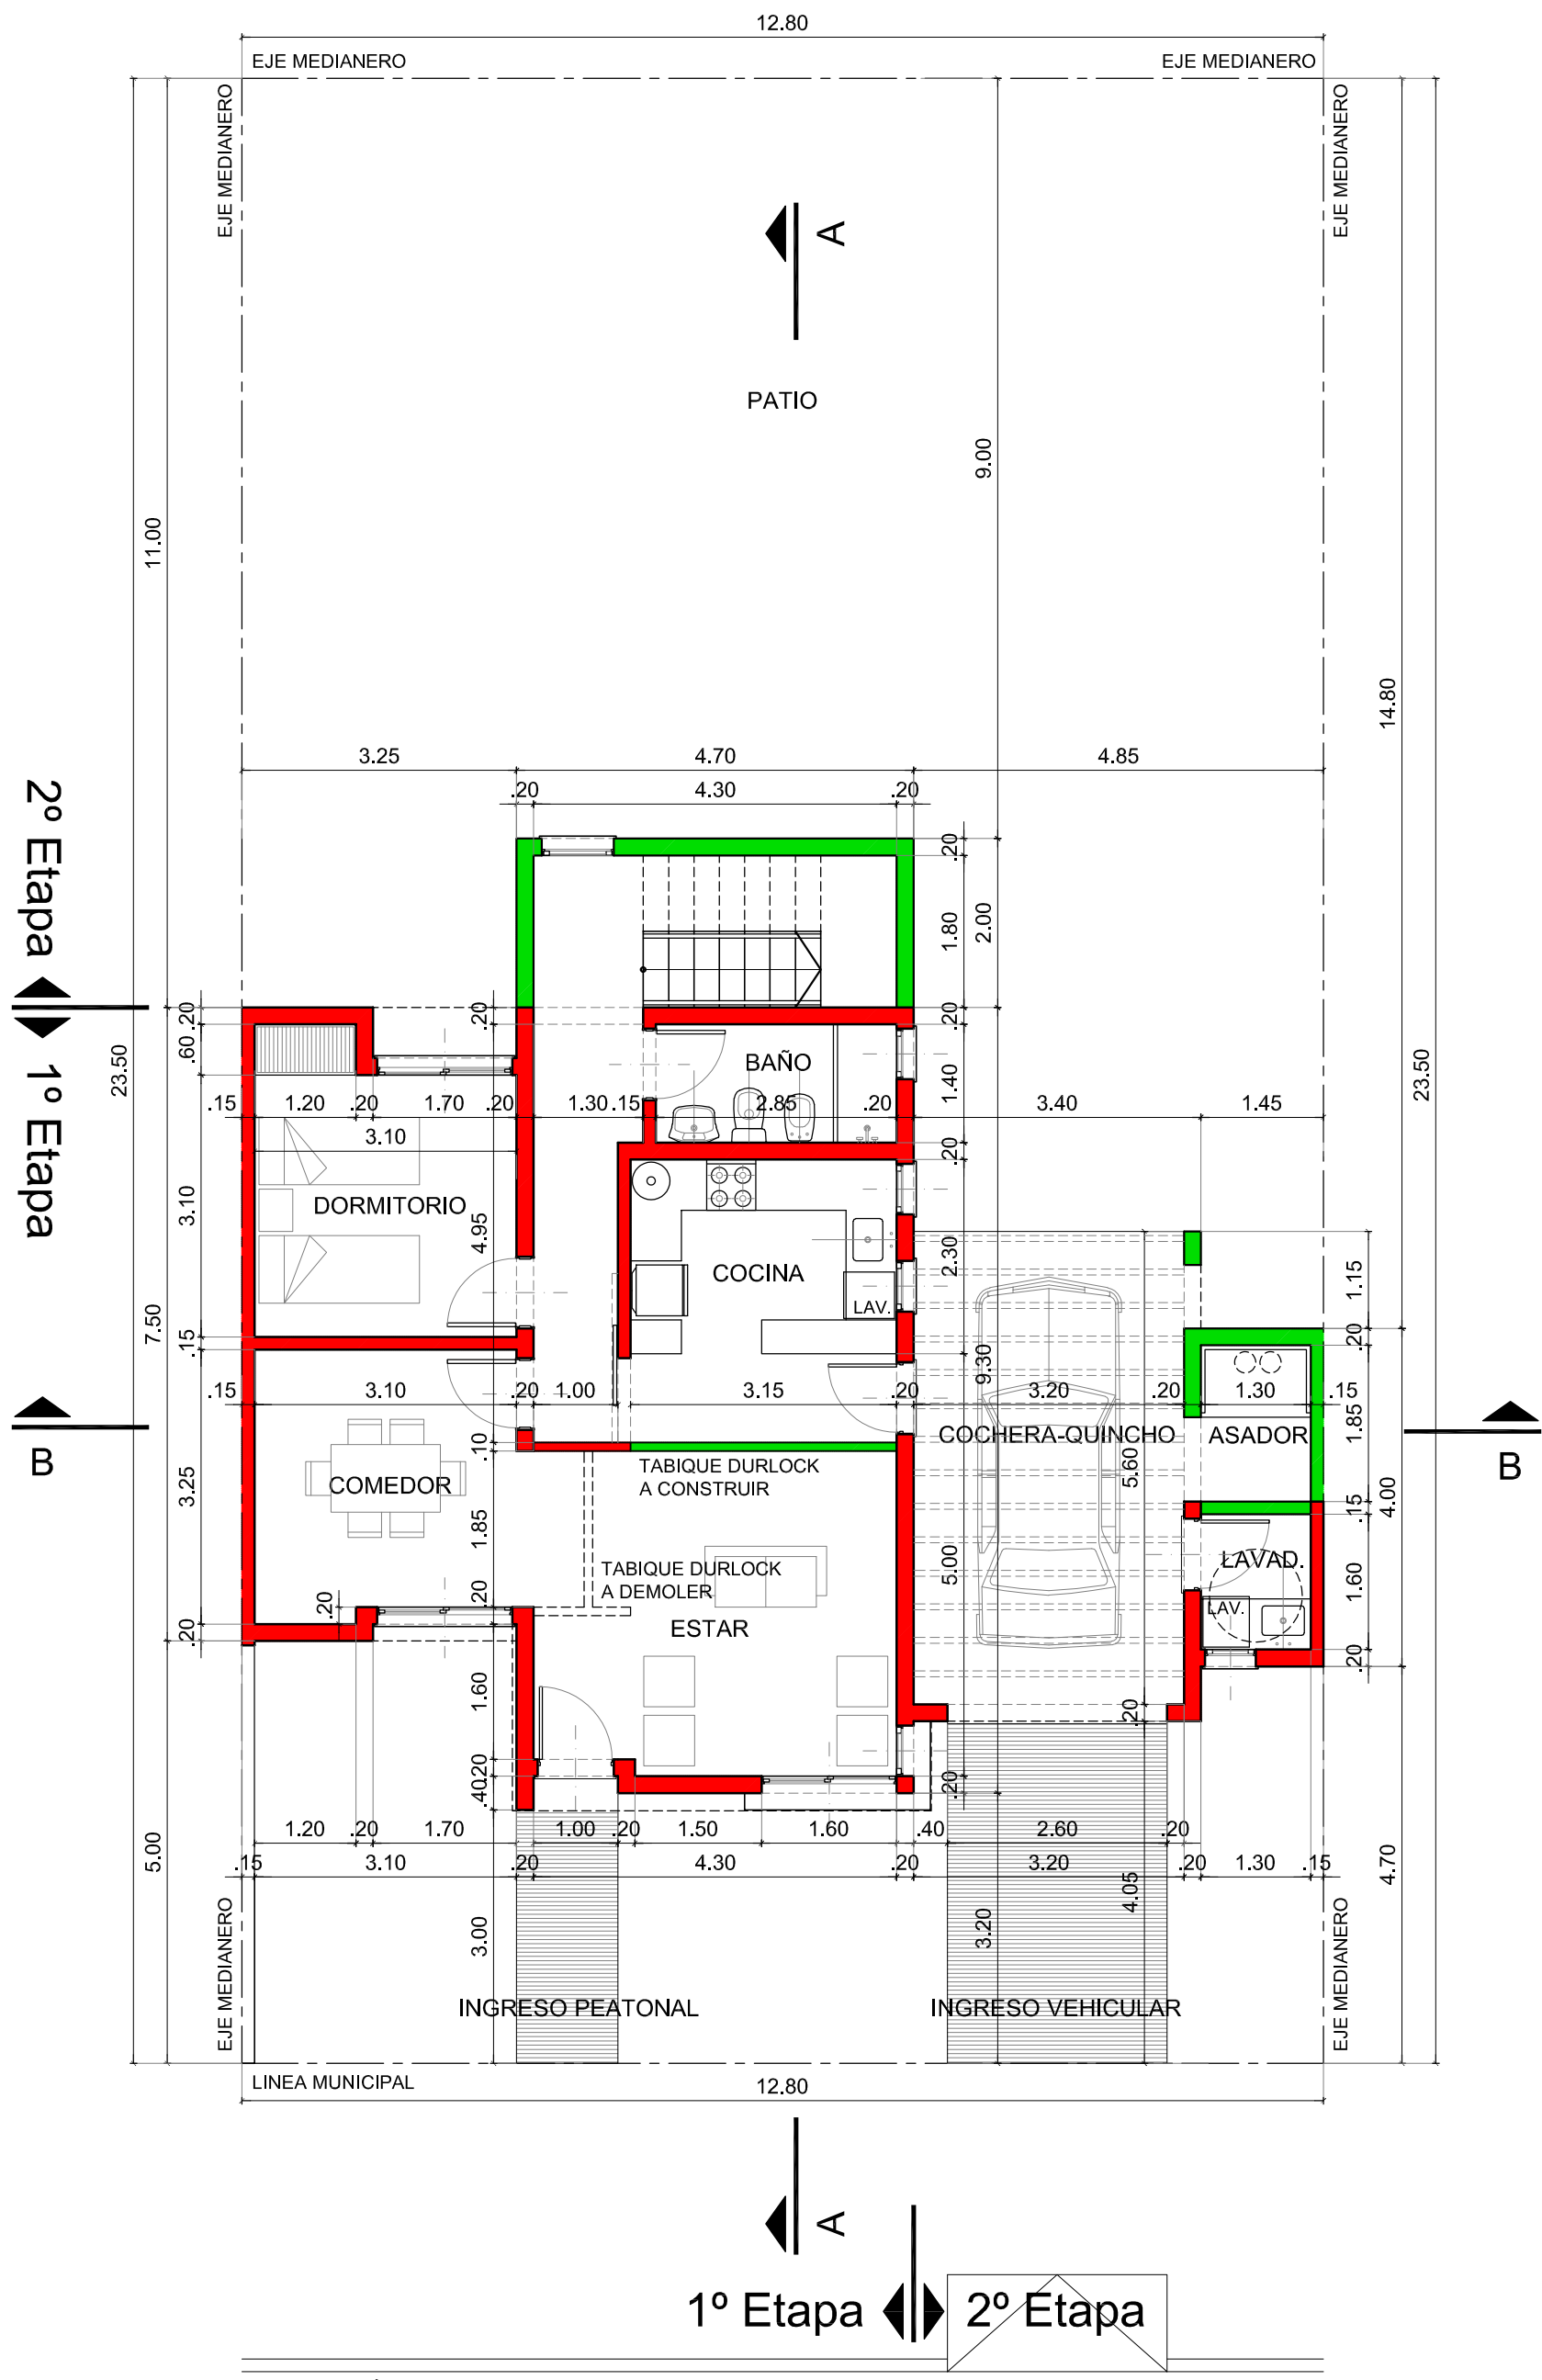 12.80
EJE MEDIANERO
EJE MEDIANERO
EJE MEDIANERO
EJE MEDIANERO
A
PATIO
9.00
11.00
14.80
3.25
4.70
4.85
.20
4.30
.20
2º Etapa
1º Etapa
.20
1.80
2.00
.20
.60
.20
.20
23.50
23.50
BAÑO
1.40
.15
1.20
.20
1.70
.20
1.30
.15
2.85
.20
3.40
1.45
3.10
.20
DORMITORIO
3.10
4.95
COCINA
2.30
LAV.
1.15
7.50
.15
.20
9.30
.15
3.10
.20
1.00
3.15
.20
3.20
.20
1.30
.15
1.85
B
COCHERA-QUINCHO
ASADOR
B
.10
TABIQUE DURLOCK
A CONSTRUIR
5.60
COMEDOR
3.25
1.85
4.00
.15
TABIQUE DURLOCK
A DEMOLER
5.00
LAVAD.
1.60
LAV.
.20
.20
.20
ESTAR
.20
1.60
.20
.20
.40
.20
1.20
.20
1.70
1.00
.20
1.50
1.60
.40
2.60
.20
5.00
.15
3.10
.20
4.30
.20
3.20
.20
1.30
.15
4.70
4.05
3.00
3.20
EJE MEDIANERO
EJE MEDIANERO
INGRESO PEATONAL
INGRESO VEHICULAR
LINEA MUNICIPAL
12.80
A
1º Etapa
2º Etapa